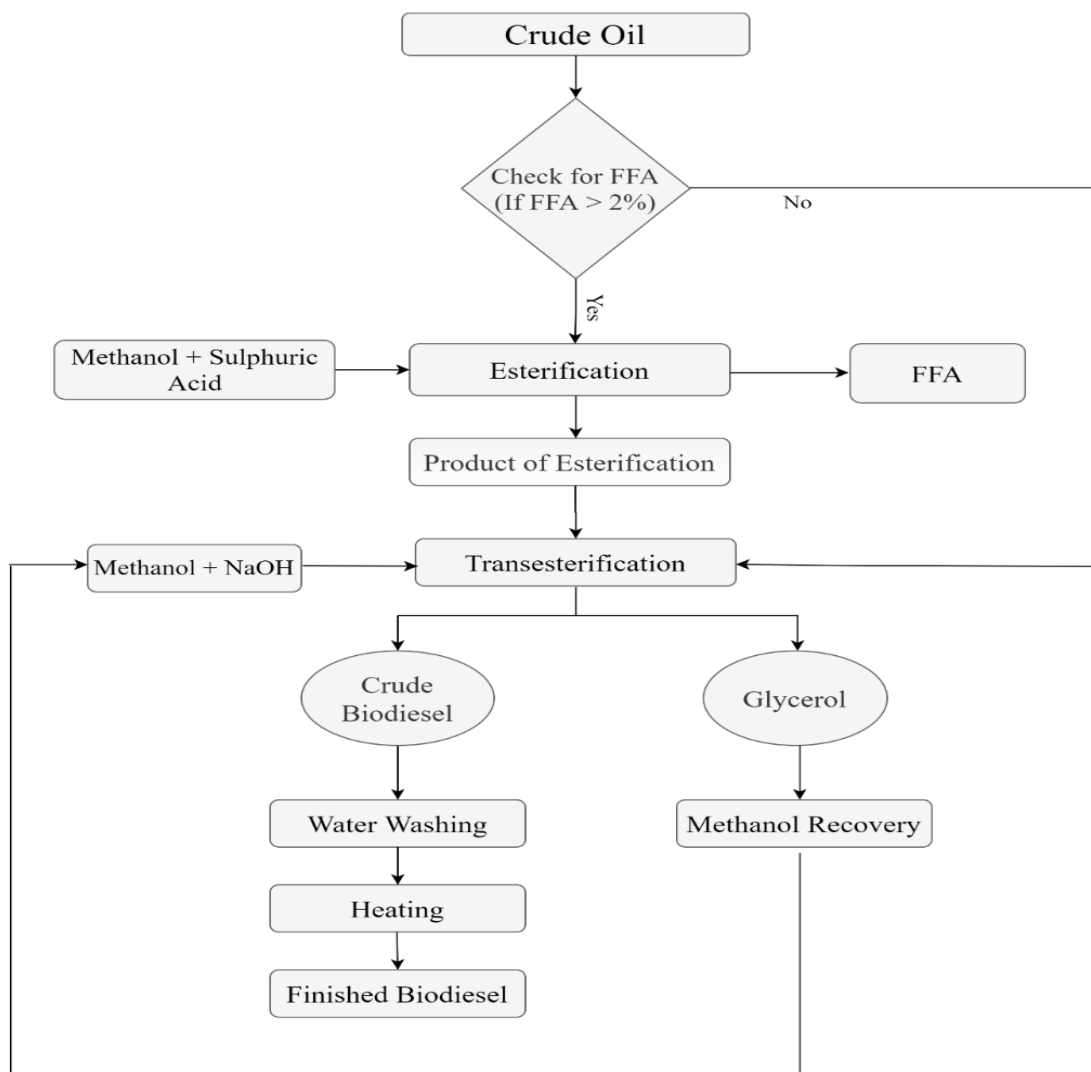 Crude Oil
Check for FFA
(If FFA > 2%)
No
Yes
Methanol + Sulphuric
Acid
Esterification
FFA
Product of Esterification
Methanol + NaOH
Transesterification
Crude
Biodiesel
Glycerol
Water Washing
Methanol Recovery
Heating
Finished Biodiesel